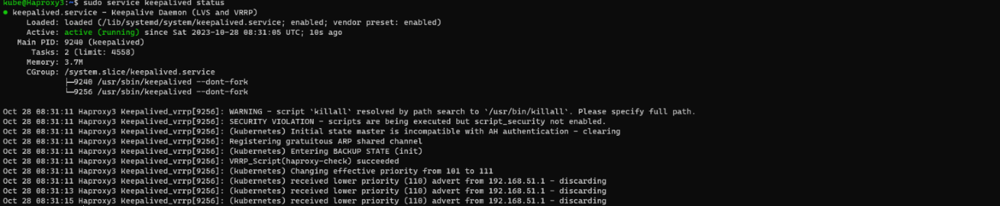 kube@Haproxy3:~$ sudo service keepalived status
● keepalived.service - Keepalive Daemon (LVS and VRRP)
Loaded: loaded (/lib/systemd/system/keepalived.service; enabled; vendor preset: enabled)
Active: active (running) since Sat 2023-10-28 08:31:05 UTC; 10s ago
Main PID: 9240 (keepalived)
Tasks: 2 (limit: 4558)
Memory: 3.7M
CGroup: /system.slice/keepalived.service
├─9240 /usr/sbin/keepalived --dont-fork
└─9256 /usr/sbin/keepalived --dont-fork
Oct 28 08:31:11 Haproxy3 Keepalived_vrrp[9256]: WARNING - script `killall` resolved by path search to `/usr/bin/killall`. Please specify full path.
Oct 28 08:31:11 Haproxy3 Keepalived_vrrp[9256]: SECURITY VIOLATION - scripts are being executed but script_security not enabled.
Oct 28 08:31:11 Haproxy3 Keepalived_vrrp[9256]: (kubernetes) Initial state master is incompatible with AH authentication - clearing
Oct 28 08:31:11 Haproxy3 Keepalived_vrrp[9256]: Registering gratuitous ARP shared channel
Oct 28 08:31:11 Haproxy3 Keepalived_vrrp[9256]: (kubernetes) Entering BACKUP STATE (init)
Oct 28 08:31:11 Haproxy3 Keepalived_vrrp[9256]: VRRP_Script(haproxy-check) succeeded
Oct 28 08:31:11 Haproxy3 Keepalived_vrrp[9256]: (kubernetes) Changing effective priority from 101 to 111
Oct 28 08:31:11 Haproxy3 Keepalived_vrrp[9256]: (kubernetes) received lower priority (110) advert from 192.168.51.1 - discarding
Oct 28 08:31:13 Haproxy3 Keepalived_vrrp[9256]: (kubernetes) received lower priority (110) advert from 192.168.51.1 - discarding
Oct 28 08:31:15 Haproxy3 Keepalived_vrrp[9256]: (kubernetes) received lower priority (110) advert from 192.168.51.1 - discarding